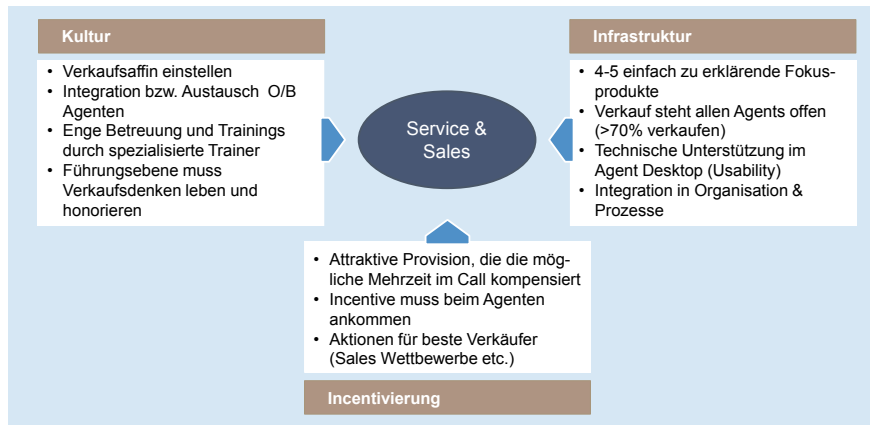 Kultur
• Verkaufsaffin einstellen
• Integration bzw. Austausch O/B
Agenten
• Enge Betreuung und Trainings
durch spezialisierte Trainer
• Führungsebene muss
Verkaufsdenken leben und
honorieren
Service &
Sales
Infrastruktur
• 4-5 einfach zu erklärende Fokus-
produkte
• Verkauf steht allen Agents offen
(>70% verkaufen)
• Technische Unterstützung im
Agent Desktop (Usability)
• Integration in Organisation &
Prozesse
• Attraktive Provision, die die mög-
liche Mehrzeit im Call kompensiert
• Incentive muss beim Agenten
ankommen
• Aktionen für beste Verkäufer
(Sales Wettbewerbe etc.)
Incentivierung